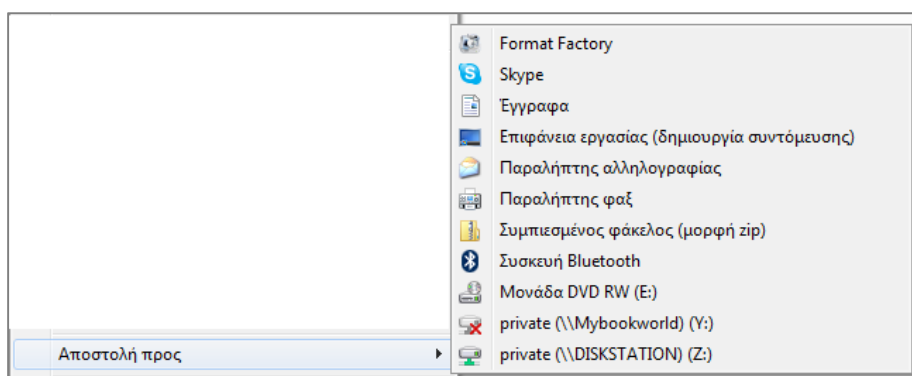 Format Factory
Skype
Έγγραφα
Επιφάνεια εργασίας (δημιουργία συντόμευσης)
Παραλήπτης αλληλογραφίας
Παραλήπτης φαξ
Συμπιεσμένος φάκελος (μορφή zip)
Συσκευή Bluetooth
Μονάδα DVD RW (E:)
private (\\Mybookworld) (Y:)
Αποστολή προς
private (\\DISKSTATION) (Z:)